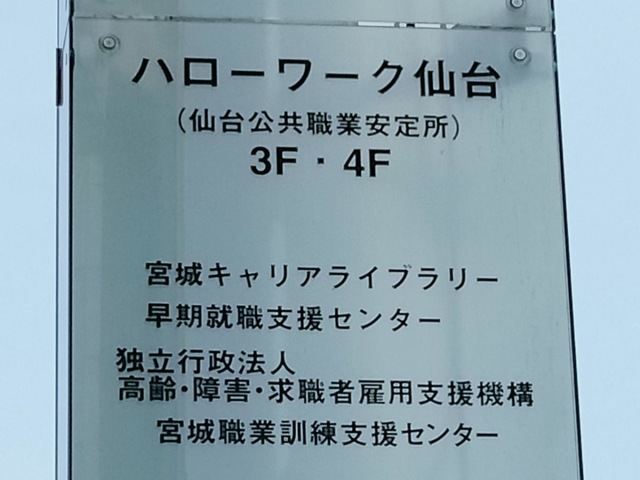 ハローワーク仙台
(仙台公共職業安定所)
3F・4F
宮城キャリアライブラリー
早期就職支援センター
独立行政法人
高齢・障害・求職者雇用支援機構
宮城職業訓練支援センター